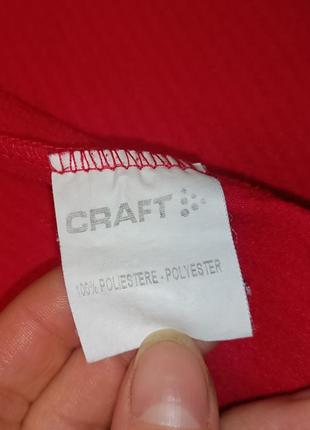 CRAFT
100% POLIESTERE - POLYESTER